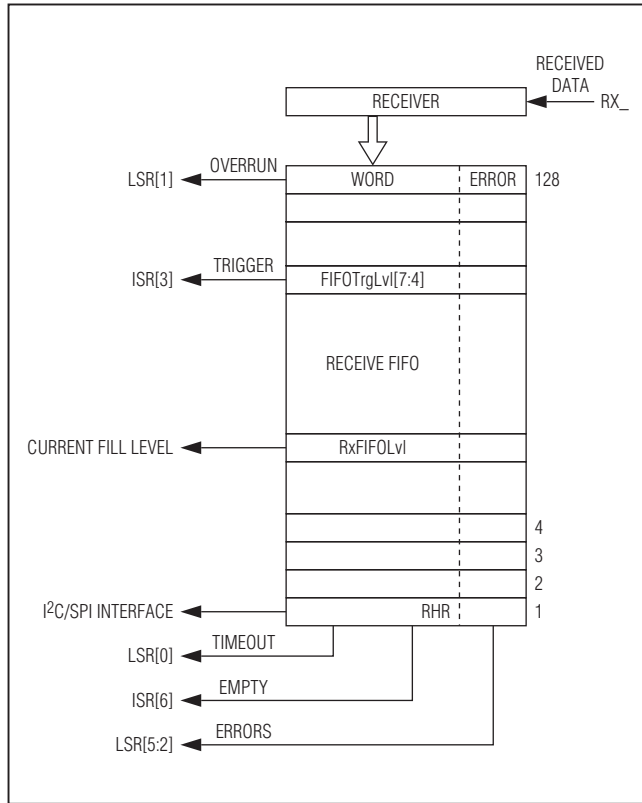 RECEIVED
DATA
RECEIVER
RX_
OVERRUN
LSR[1]
WORD
ERROR
128
TRIGGER
ISR[3]
FIFOTrgLvl[7:4]
RECEIVE FIFO
CURRENT FILL LEVEL
RxFIFOLvl
4
3
2
I²C/SPI INTERFACE
RHR
1
TIMEOUT
LSR[0]
EMPTY
ISR[6]
ERRORS
LSR[5:2]